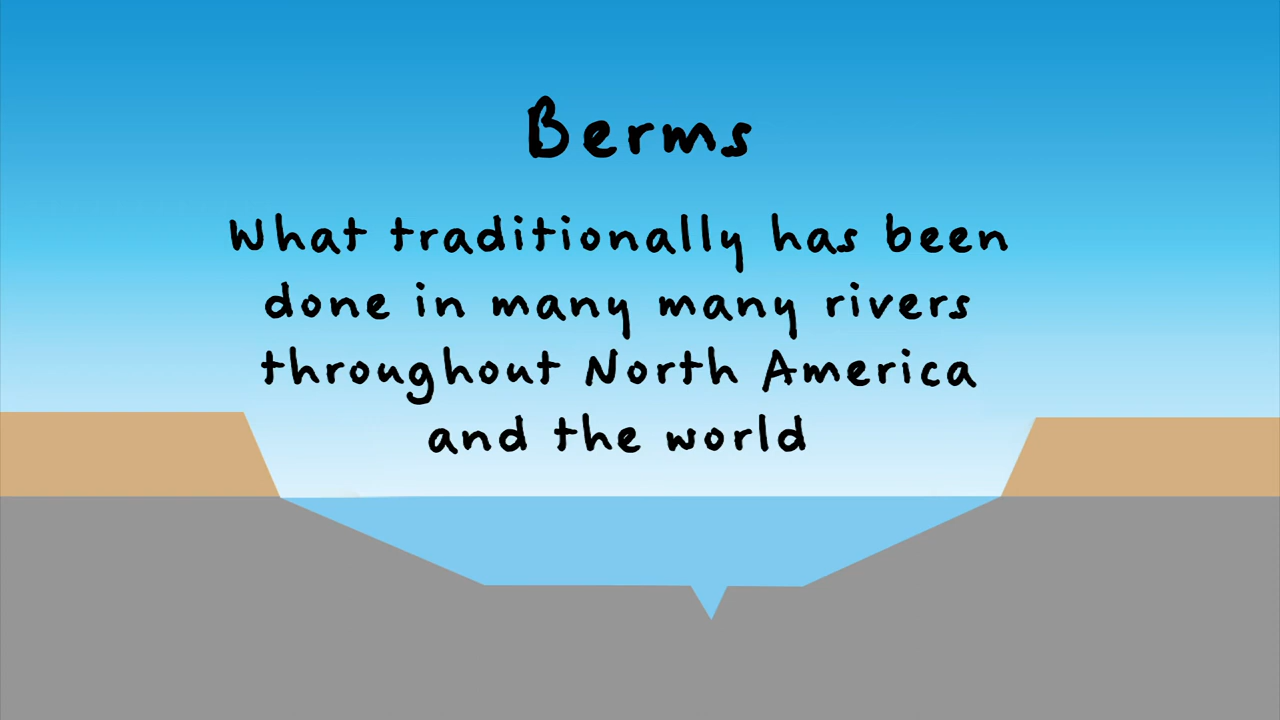 Berms
What traditionally has been
done in many many rivers
throughout North America
and the world